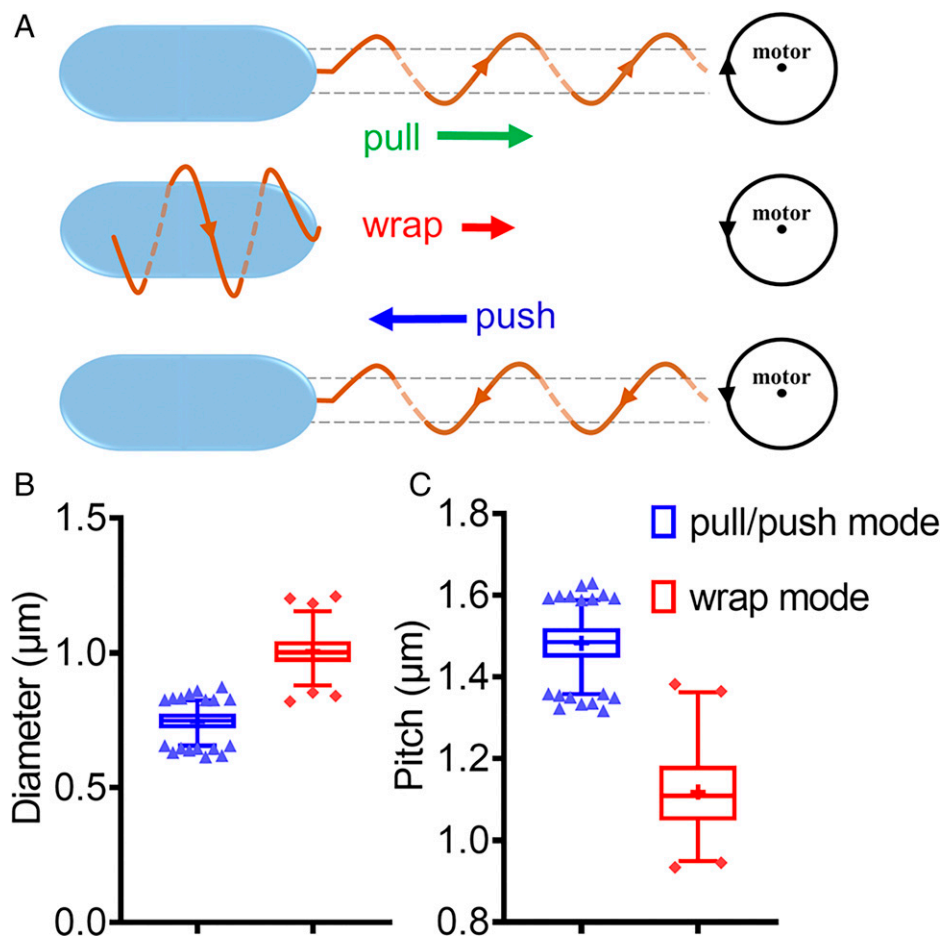 A
motor
pull
motor
wrap
push
motor
B
C
1.5
1.0
0.5
0.0
Diameter (µm)
1.8
1.6
1.4
1.2
1.0
0.8
Pitch (µm)
pull/push mode
wrap mode